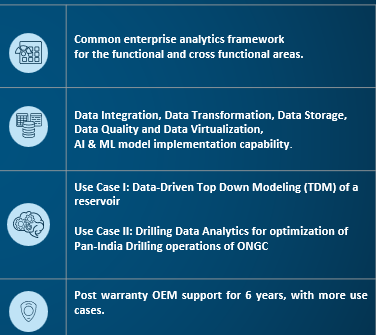 Common enterprise analytics framework
for the functional and cross functional areas.
Data Integration, Data Transformation, Data Storage,
Data Quality and Data Virtualization,
AI & ML model implementation capability.
Use Case I: Data-Driven Top Down Modeling (TDM) of a
reservoir
Use Case II: Drilling Data Analytics for optimization of
Pan-India Drilling operations of ONGC
Post warranty OEM support for 6 years, with more use
cases.